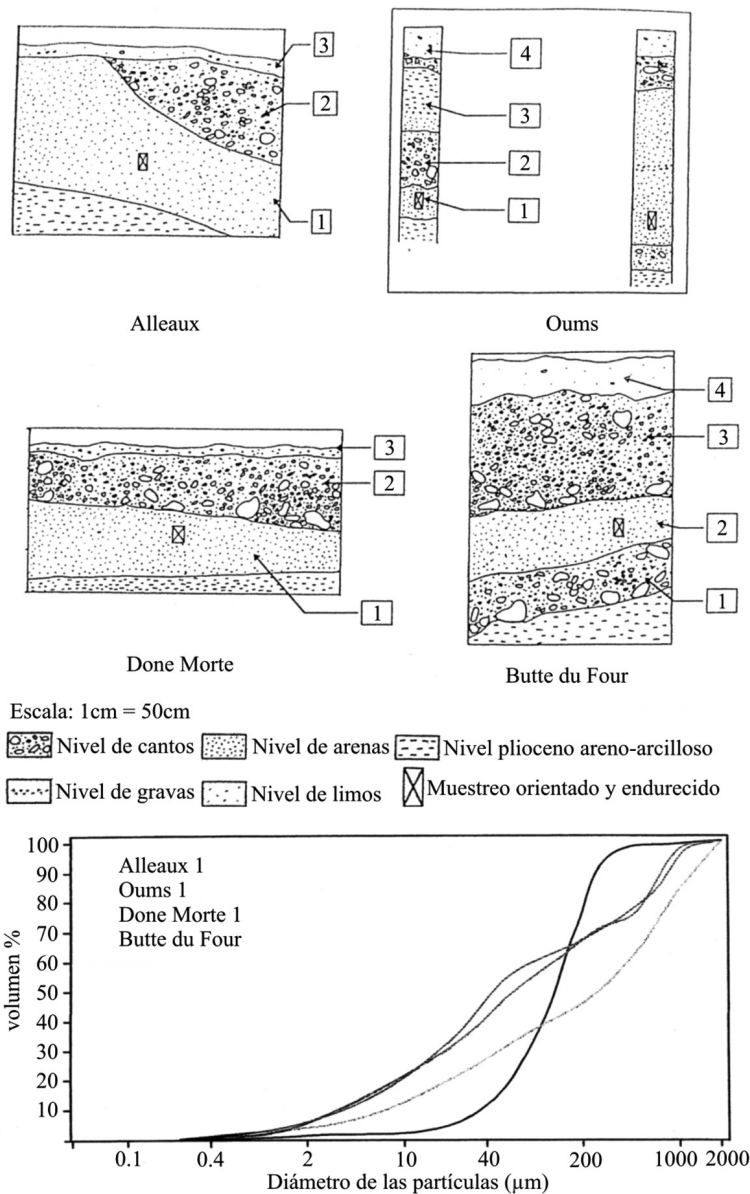 3
2
1
Alleaux
4
3
2
1
Oums
3
2
1
Done Morte
4
3
2
1
Butte du Four
Escala: 1cm = 50cm
Nivel de cantos Nivel de arenas Nivel plioceno areno-arcilloso
Nivel de gravas Nivel de limos Muestreo orientado y endurecido
100
90
80
70
60
50
40
30
20
10
volumen %
Alleaux 1
Oums 1
Done Morte 1
Butte du Four
0.1 0.4 2 10 40 200 1000 2000
Diámetro de las partículas (µm)